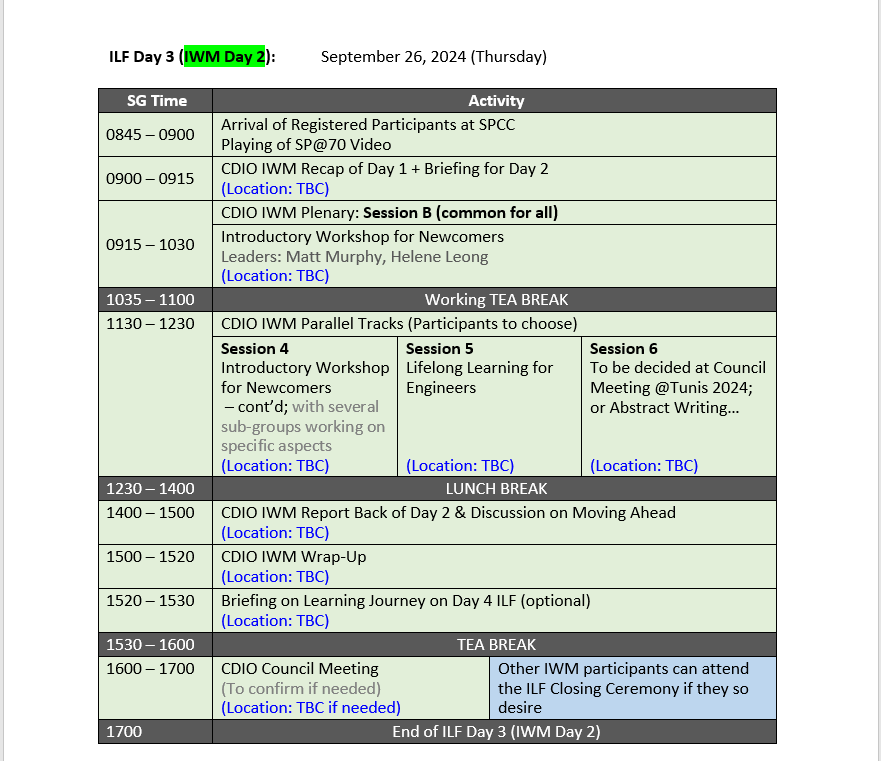 ILF Day 3 (IWM Day 2): September 26, 2024 (Thursday)
SG Time Activity
0845 – 0900
Arrival of Registered Participants at SPCC
Playing of SP@70 Video
0900 – 0915
CDIO IWM Recap of Day 1 + Briefing for Day 2
(Location: TBC)
0915 – 1030
CDIO IWM Plenary: Session B (common for all)
Introductory Workshop for Newcomers
Leaders: Matt Murphy, Helene Leong
(Location: TBC)
1035 – 1100 Working TEA BREAK
1130 – 1230 CDIO IWM Parallel Tracks (Participants to choose)
Session 4
Introductory Workshop
for Newcomers
– cont’d; with several
sub-groups working on
specific aspects
(Location: TBC)
Session 5
Lifelong Learning for
Engineers
(Location: TBC)
Session 6
To be decided at Council
Meeting @Tunis 2024;
or Abstract Writing…
(Location: TBC)
1230 – 1400 LUNCH BREAK
1400 – 1500 CDIO IWM Report Back of Day 2 & Discussion on Moving Ahead
(Location: TBC)
1500 – 1520 CDIO IWM Wrap-Up
(Location: TBC)
1520 – 1530 Briefing on Learning Journey on Day 4 ILF (optional)
(Location: TBC)
1530 – 1600 TEA BREAK
1600 – 1700 CDIO Council Meeting
(To confirm if needed)
(Location: TBC if needed)
Other IWM participants can attend
the ILF Closing Ceremony if they so
desire
1700 End of ILF Day 3 (IWM Day 2)